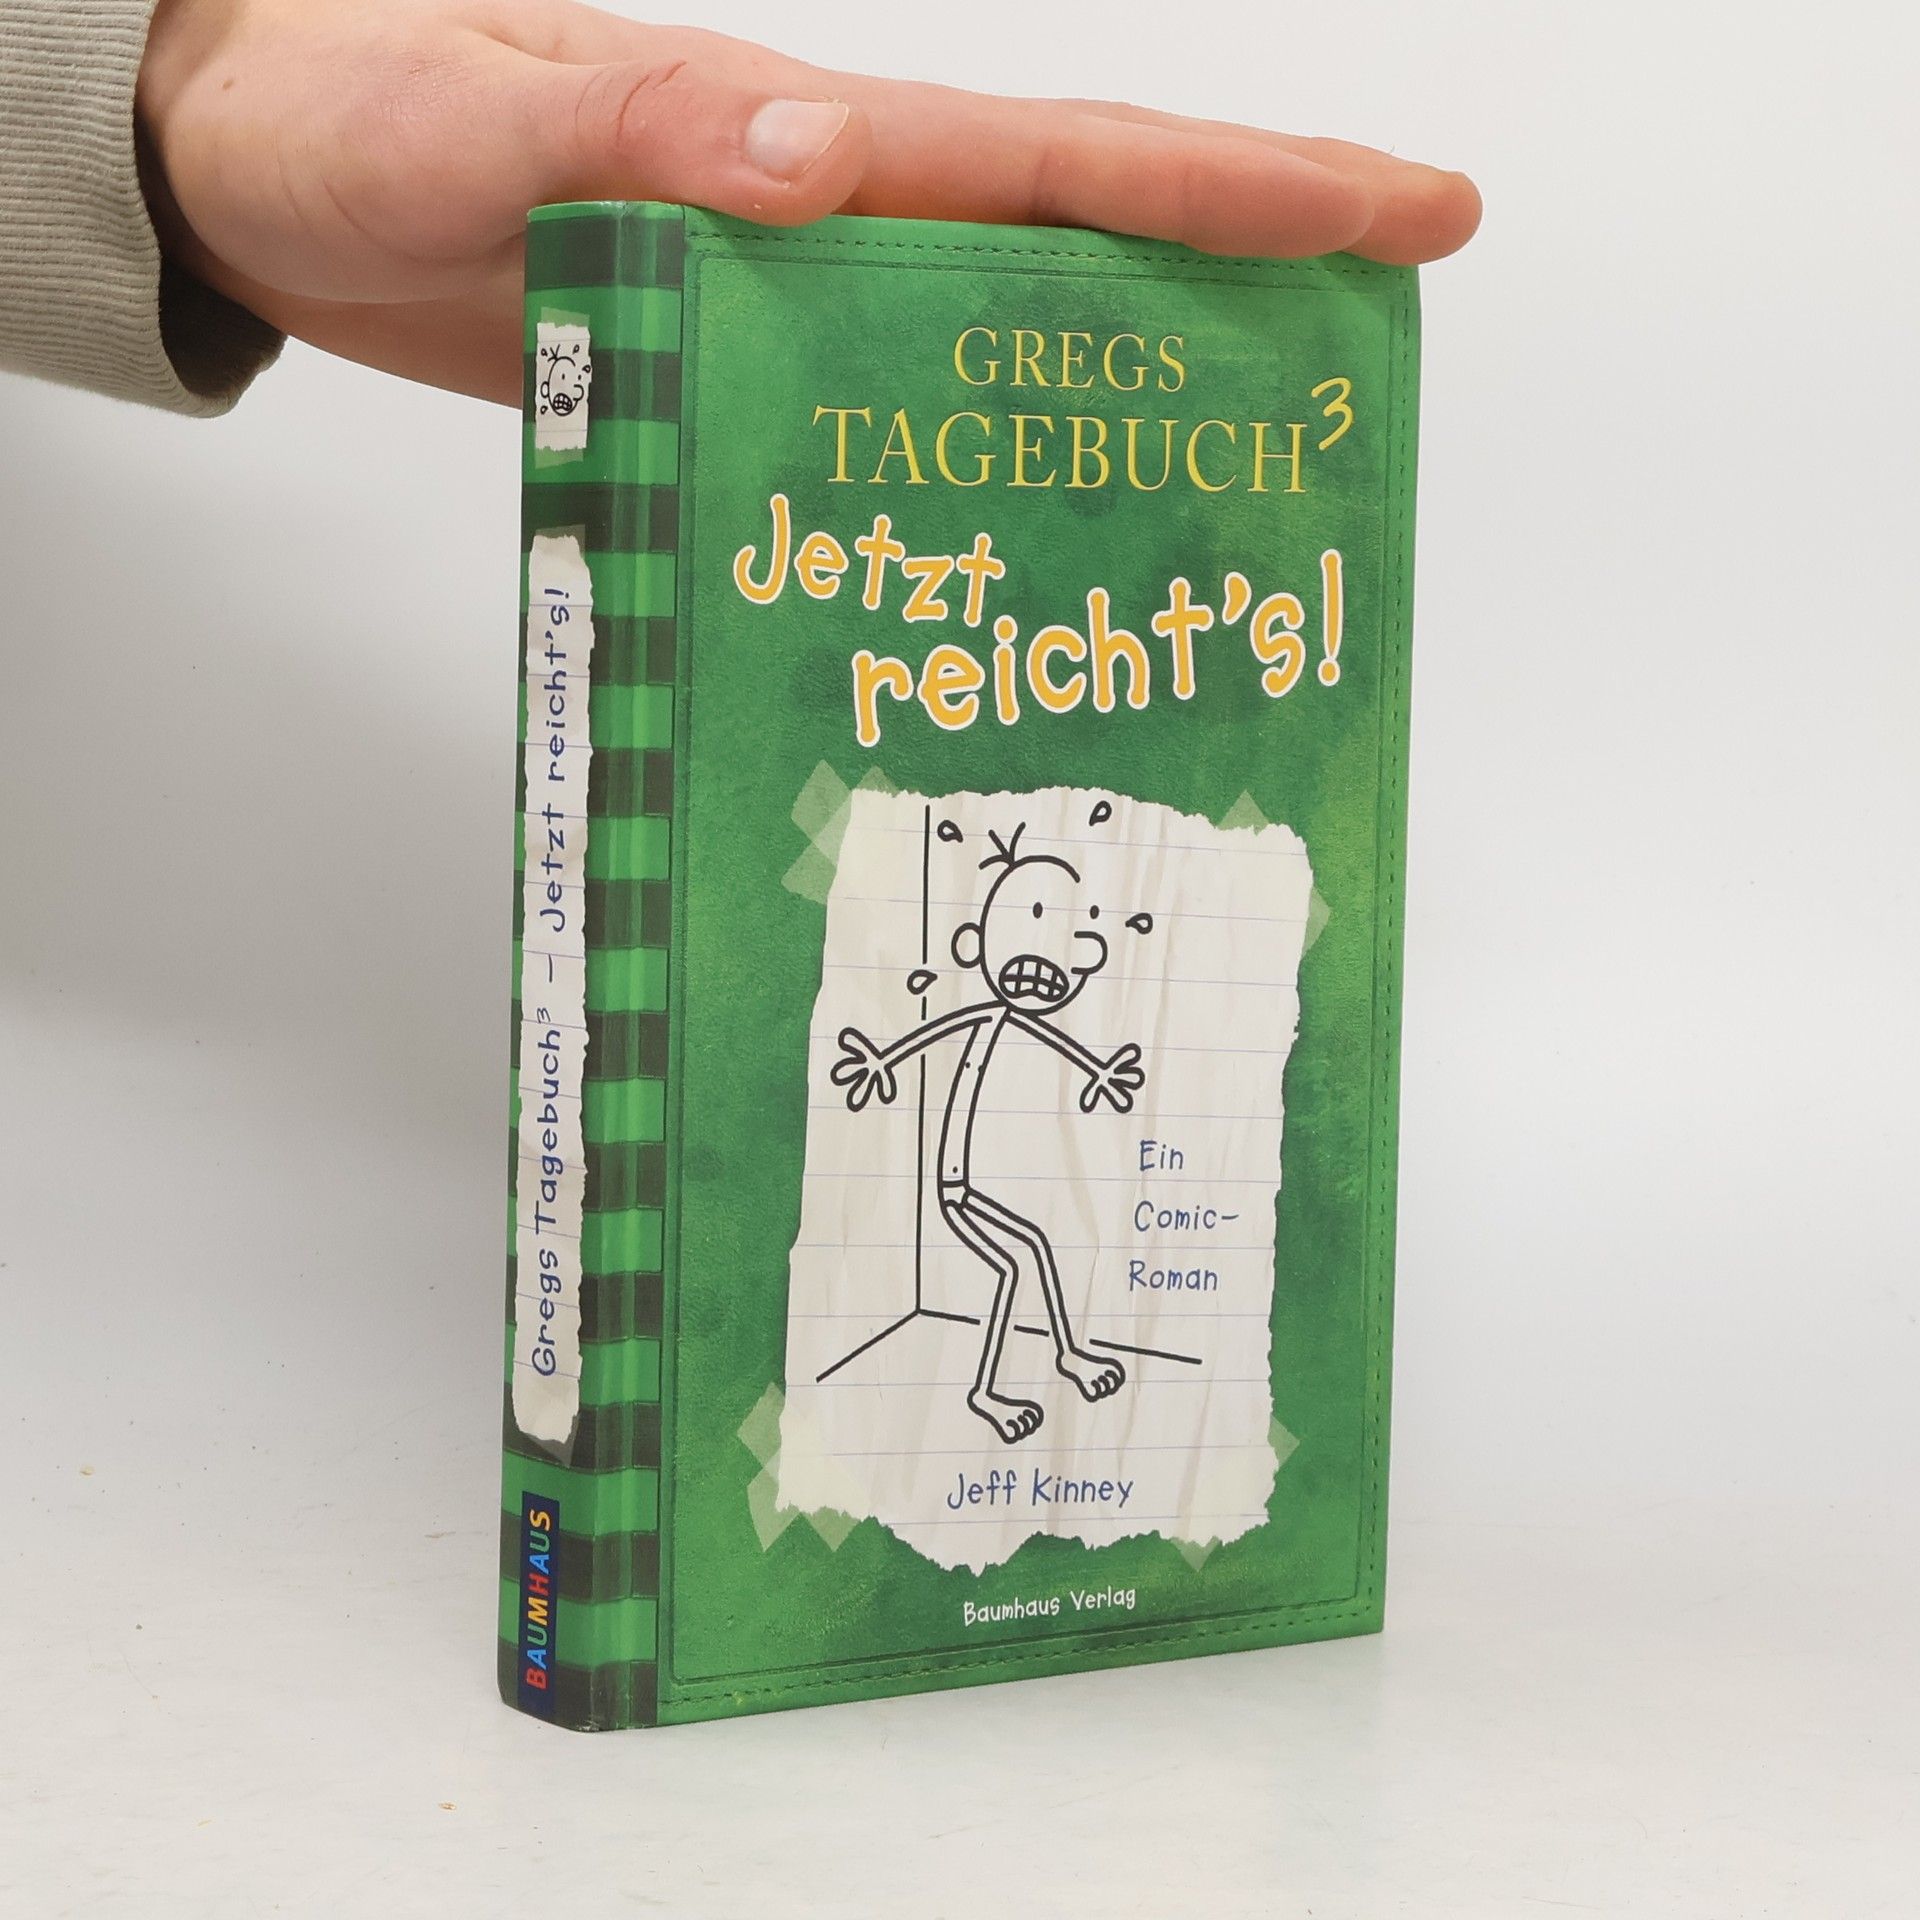 GREGS
TAGEBUCH³
Jetzt
reicht's!
Ein
Comic-
Roman
Jeff Kinney
Baumhaus Verlag
Gregs Tagebuch³ – Jetzt reicht's!
BAUMHAUS